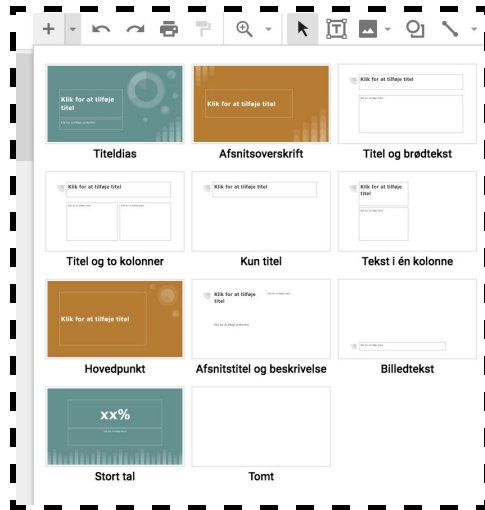 Klik for at tilføje
titel
Titeldias
Klik for at tilføje titel
Afsnitsoverskrift
Klik for at tilføje titel
Titel og brødtekst
Klik for at tilføje titel
Titel og to kolonner
Klik for at tilføje titel
Kun titel
Klik for at tilføje
titel
Tekst i én kolonne
Klik for at tilføje titel
Hovedpunkt
Klik for at tilføje
titel
Afsnitstitel og beskrivelse
Billedtekst
xx%
Stort tal
Tomt